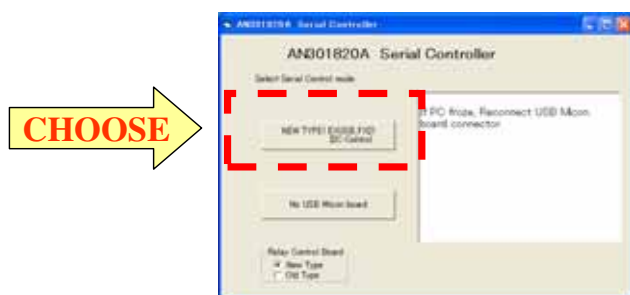 AN301820A Serial Controller
AN301820A Serial Controller
Select Serial Control mode
CHOOSE
NEW TYPE!
I2C Control
If PC froze, Reconnect USB Micon
board connector
No USB Micon board
Relay Control Board
New Type
Old Type